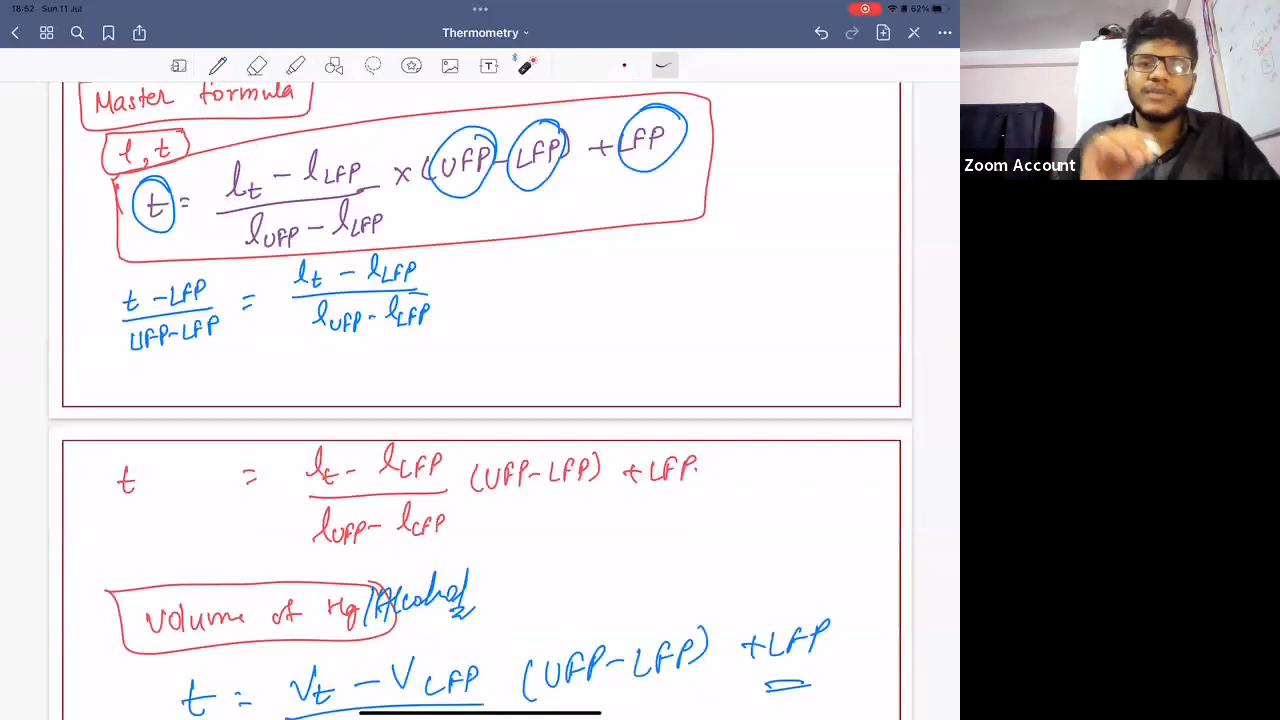 18:52 Sun.11 Jul
62%
Thermometry
Master formula
l, t
t = (l_t - l_LFP) / (l_UFP - l_LFP) × (UFP - LFP) + LFP
(t - LFP) / (UFP - LFP) = (l_t - l_LFP) / (l_UFP - l_LFP)
t = (l_t - l_LFP) / (l_UFP - l_LFP) (UFP - LFP) + LFP.
Volume of Hg /Alcohol
t = V_t - V_LFP (UFP - LFP) + LFP
Zoom Account